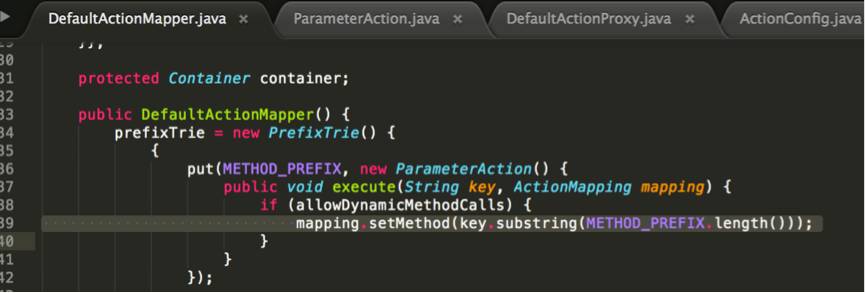 DefaultActionMapper.java × ParameterAction.java × DefaultActionProxy.java × ActionConfig.java
}};
30
31 protected Container container;
32
33 public DefaultActionMapper() {
34 prefixTrie = new PrefixTrie() {
35 {
36 put(METHOD_PREFIX, new ParameterAction() {
37 public void execute(String key, ActionMapping mapping) {
38 if (allowDynamicMethodCalls) {
39 mapping.setMethod(key.substring(METHOD_PREFIX.length()));
40 }
41 }
42 });